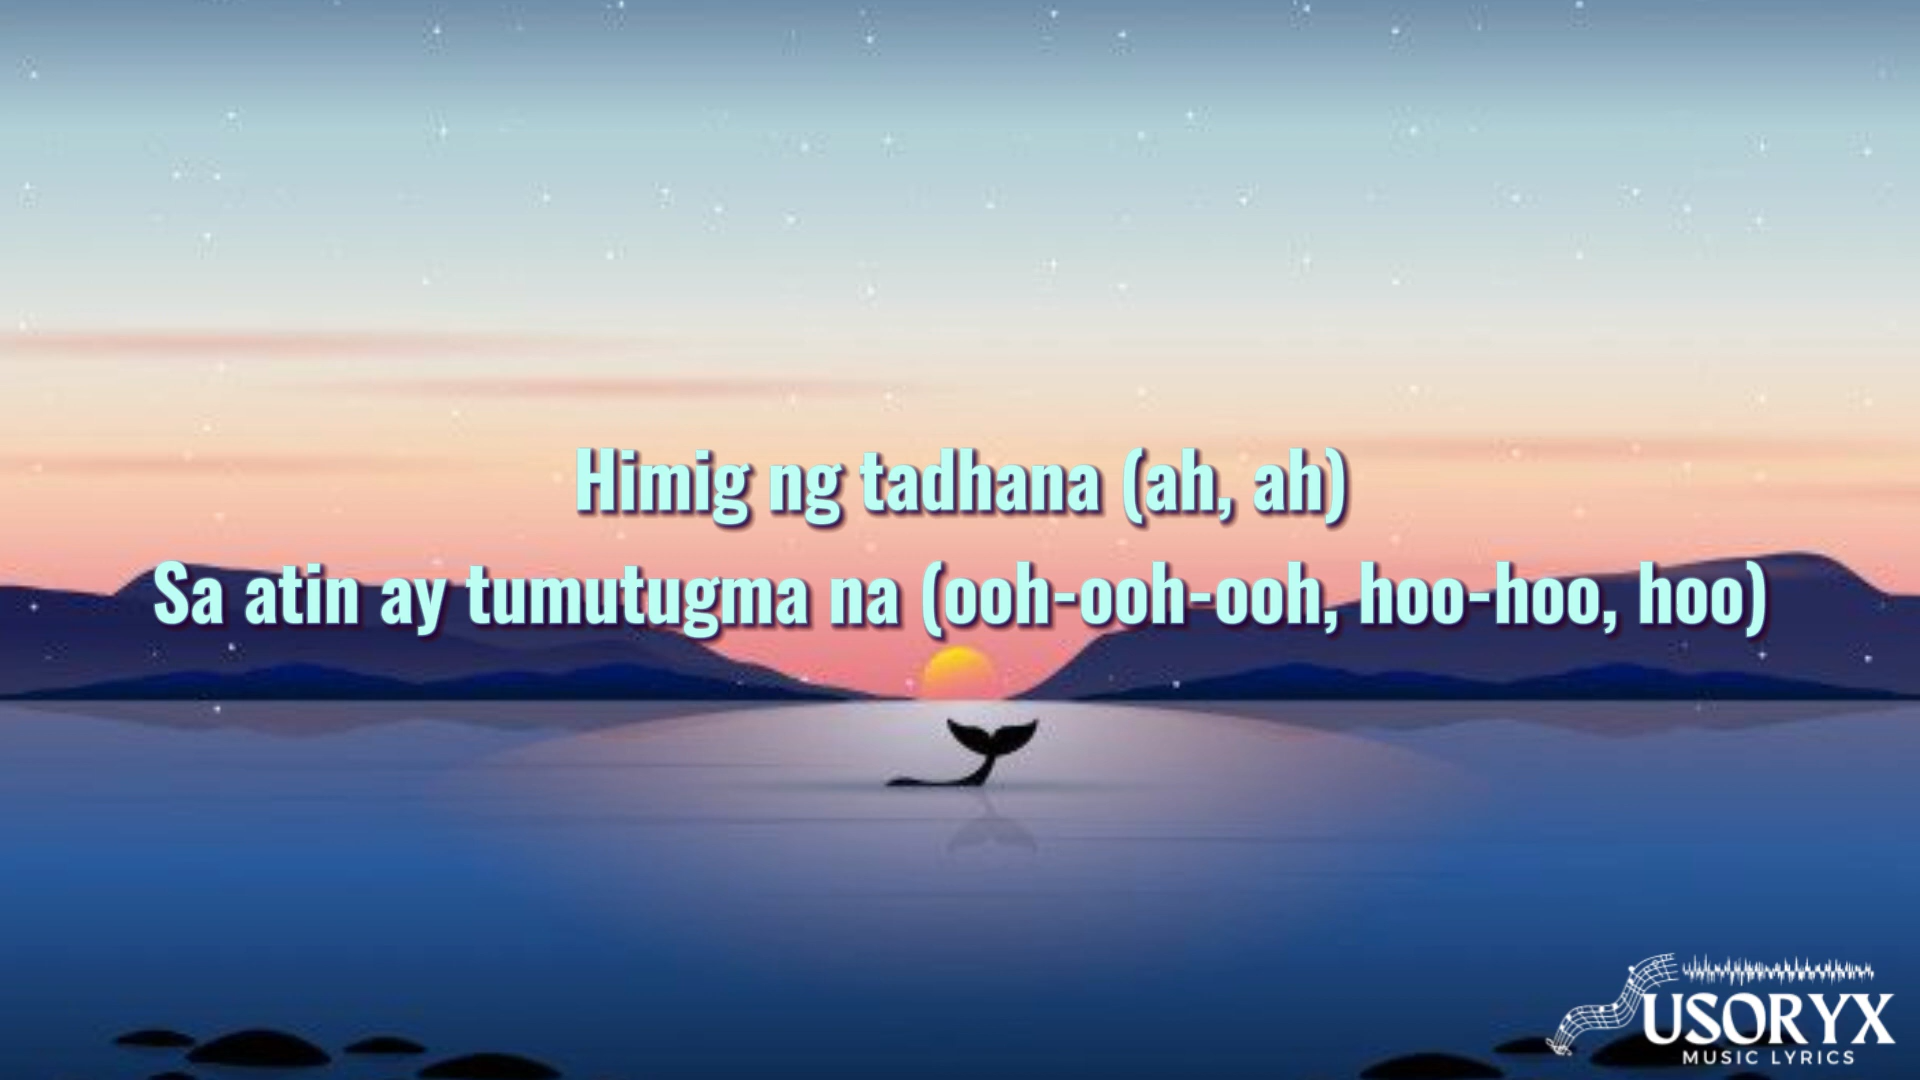 Himig ng tadhana (ah, ah)
Sa atin ay tumutugma na (ooh-ooh-ooh, hoo-hoo, hoo)
USORYX
MUSIC LYRICS